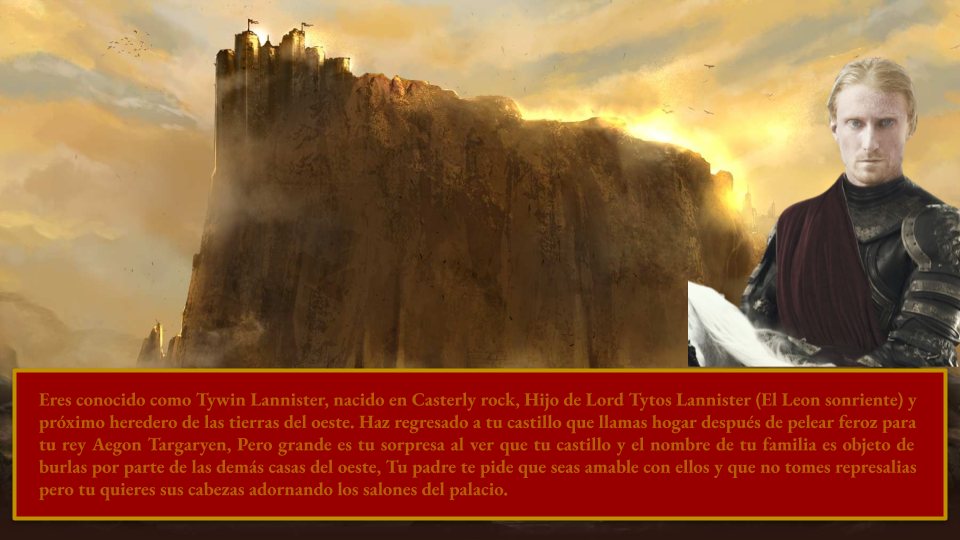 Eres conocido como Tywin Lannister, nacido en Casterly rock, Hijo de Lord Tytos Lannister (El Leon sonriente) y
próximo heredero de las tierras del oeste. Haz regresado a tu castillo que llamas hogar después de pelear feroz para
tu rey Aegon Targaryen, Pero grande es tu sorpresa al ver que tu castillo y el nombre de tu familia es objeto de
burlas por parte de las demás casas del oeste, Tu padre te pide que seas amable con ellos y que no tomes represalias
pero tu quieres sus cabezas adornando los salones del palacio.